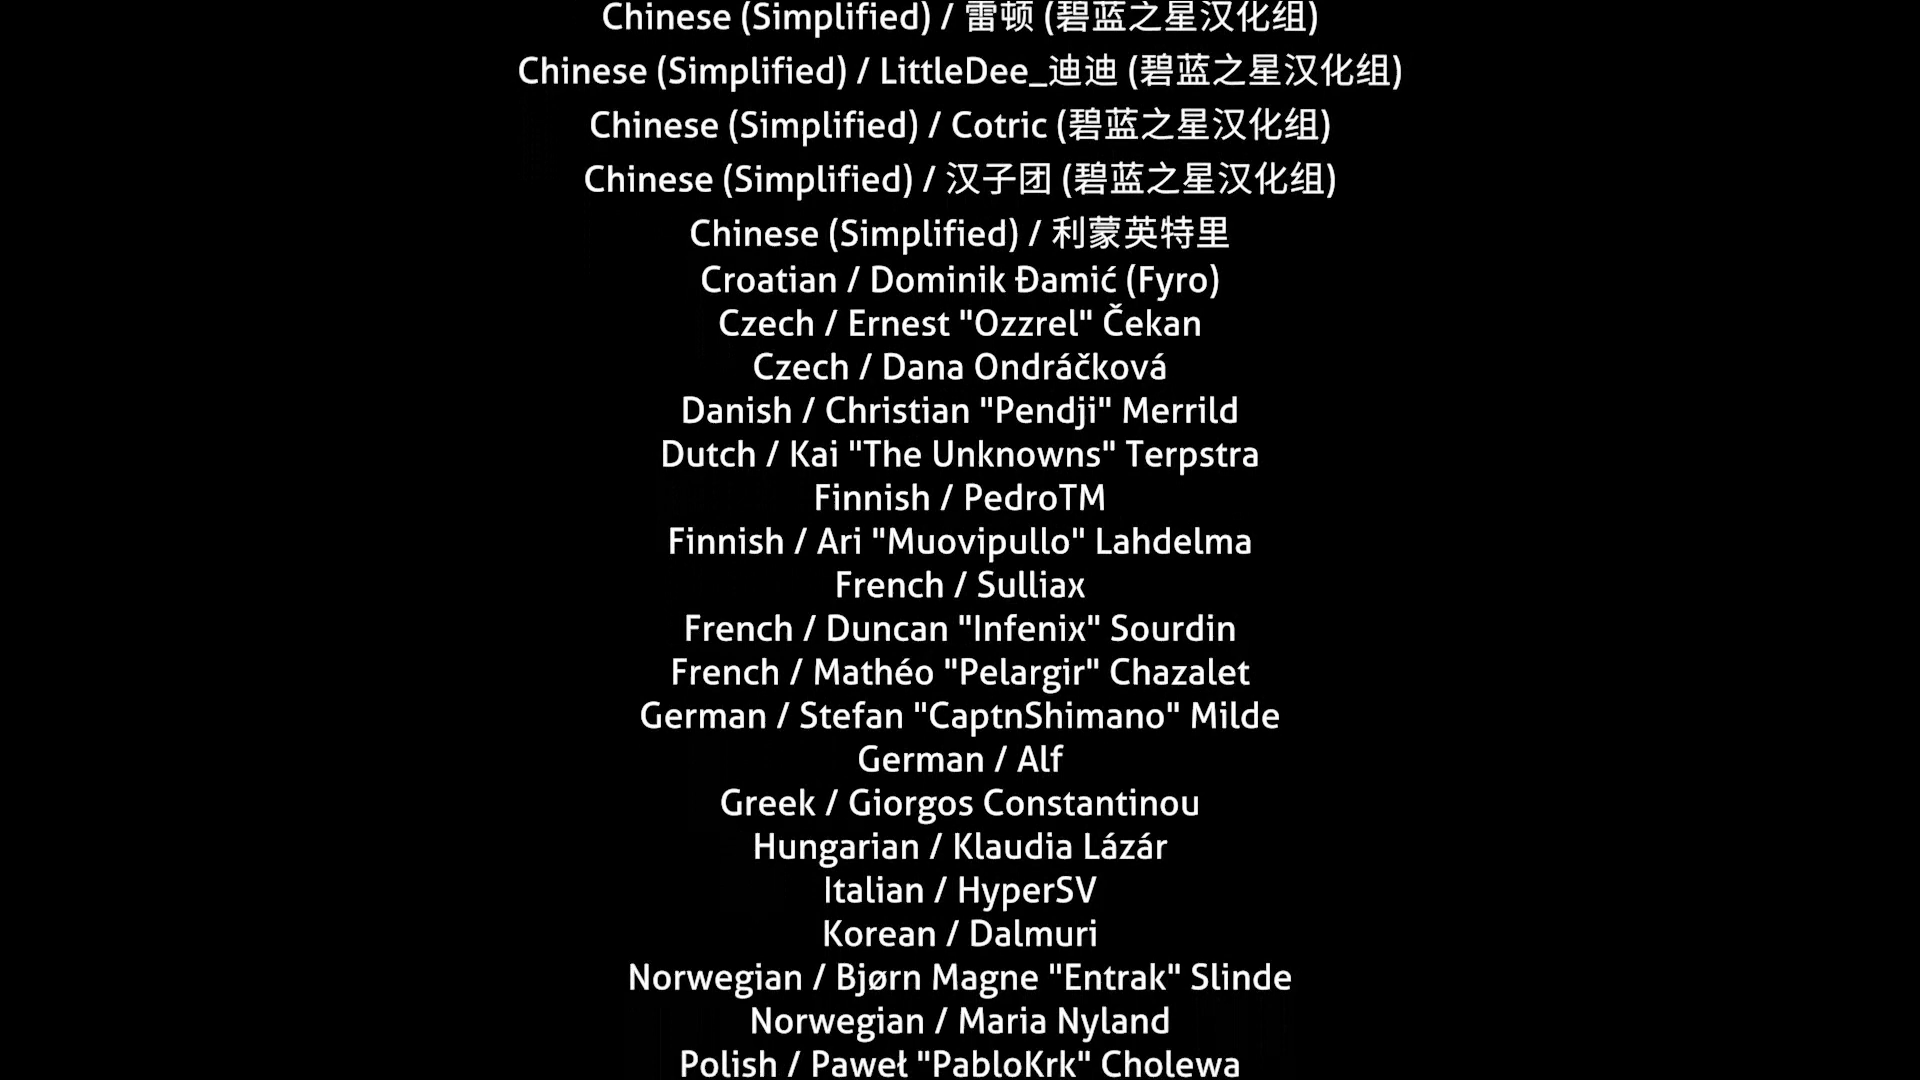 Chinese (Simplified) / 雷顿 (碧蓝之星汉化组)
Chinese (Simplified) / LittleDee_迪迪 (碧蓝之星汉化组)
Chinese (Simplified) / Cotric (碧蓝之星汉化组)
Chinese (Simplified) / 汉子团 (碧蓝之星汉化组)
Chinese (Simplified) / 利蒙英特里
Croatian / Dominik Đamić (Fyro)
Czech / Ernest "Ozzrel" Čekan
Czech / Dana Ondráčková
Danish / Christian "Pendji" Merrild
Dutch / Kai "The Unknowns" Terpstra
Finnish / PedroTM
Finnish / Ari "Muovipullo" Lahdelma
French / Sulliax
French / Duncan "Infenix" Sourdin
French / Mathéo "Pelargir" Chazalet
German / Stefan "CaptnShimano" Milde
German / Alf
Greek / Giorgos Constantinou
Hungarian / Klaudia Lázár
Italian / HyperSV
Korean / Dalmuri
Norwegian / Bjørn Magne "Entrak" Slinde
Norwegian / Maria Nyland
Polish / Paweł "PabloKrk" Cholewa